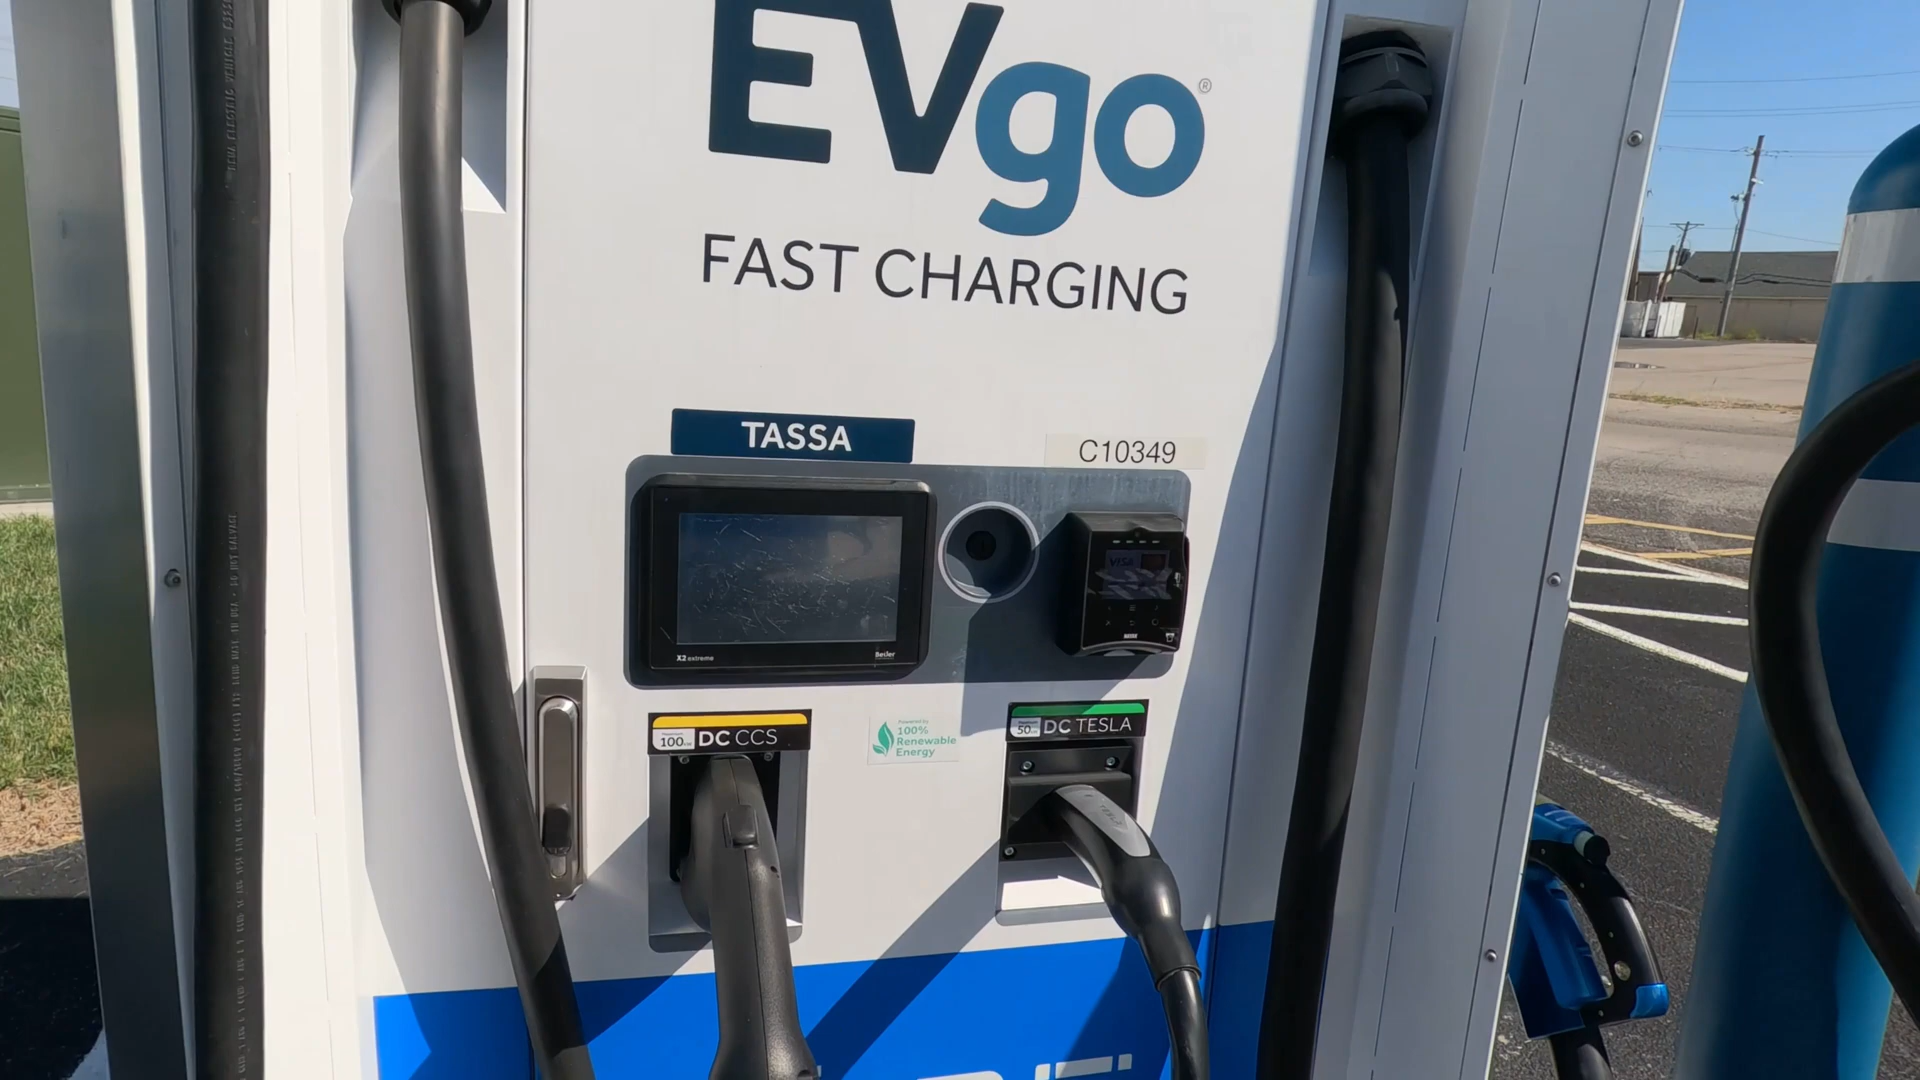 EVgo®
FAST CHARGING
TASSA
C10349
VISA
X2 extreme
Beijer
100
DC CCS
Powered by
100%
Renewable
Energy
50
DC TESLA
TESLA